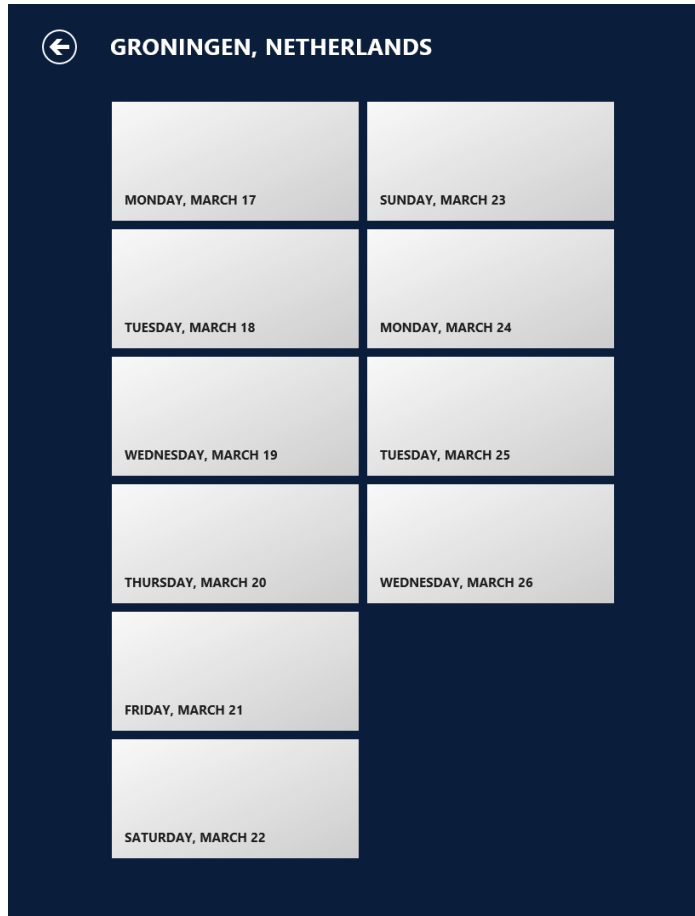 GRONINGEN, NETHERLANDS
MONDAY, MARCH 17
TUESDAY, MARCH 18
WEDNESDAY, MARCH 19
THURSDAY, MARCH 20
FRIDAY, MARCH 21
SATURDAY, MARCH 22
SUNDAY, MARCH 23
MONDAY, MARCH 24
TUESDAY, MARCH 25
WEDNESDAY, MARCH 26